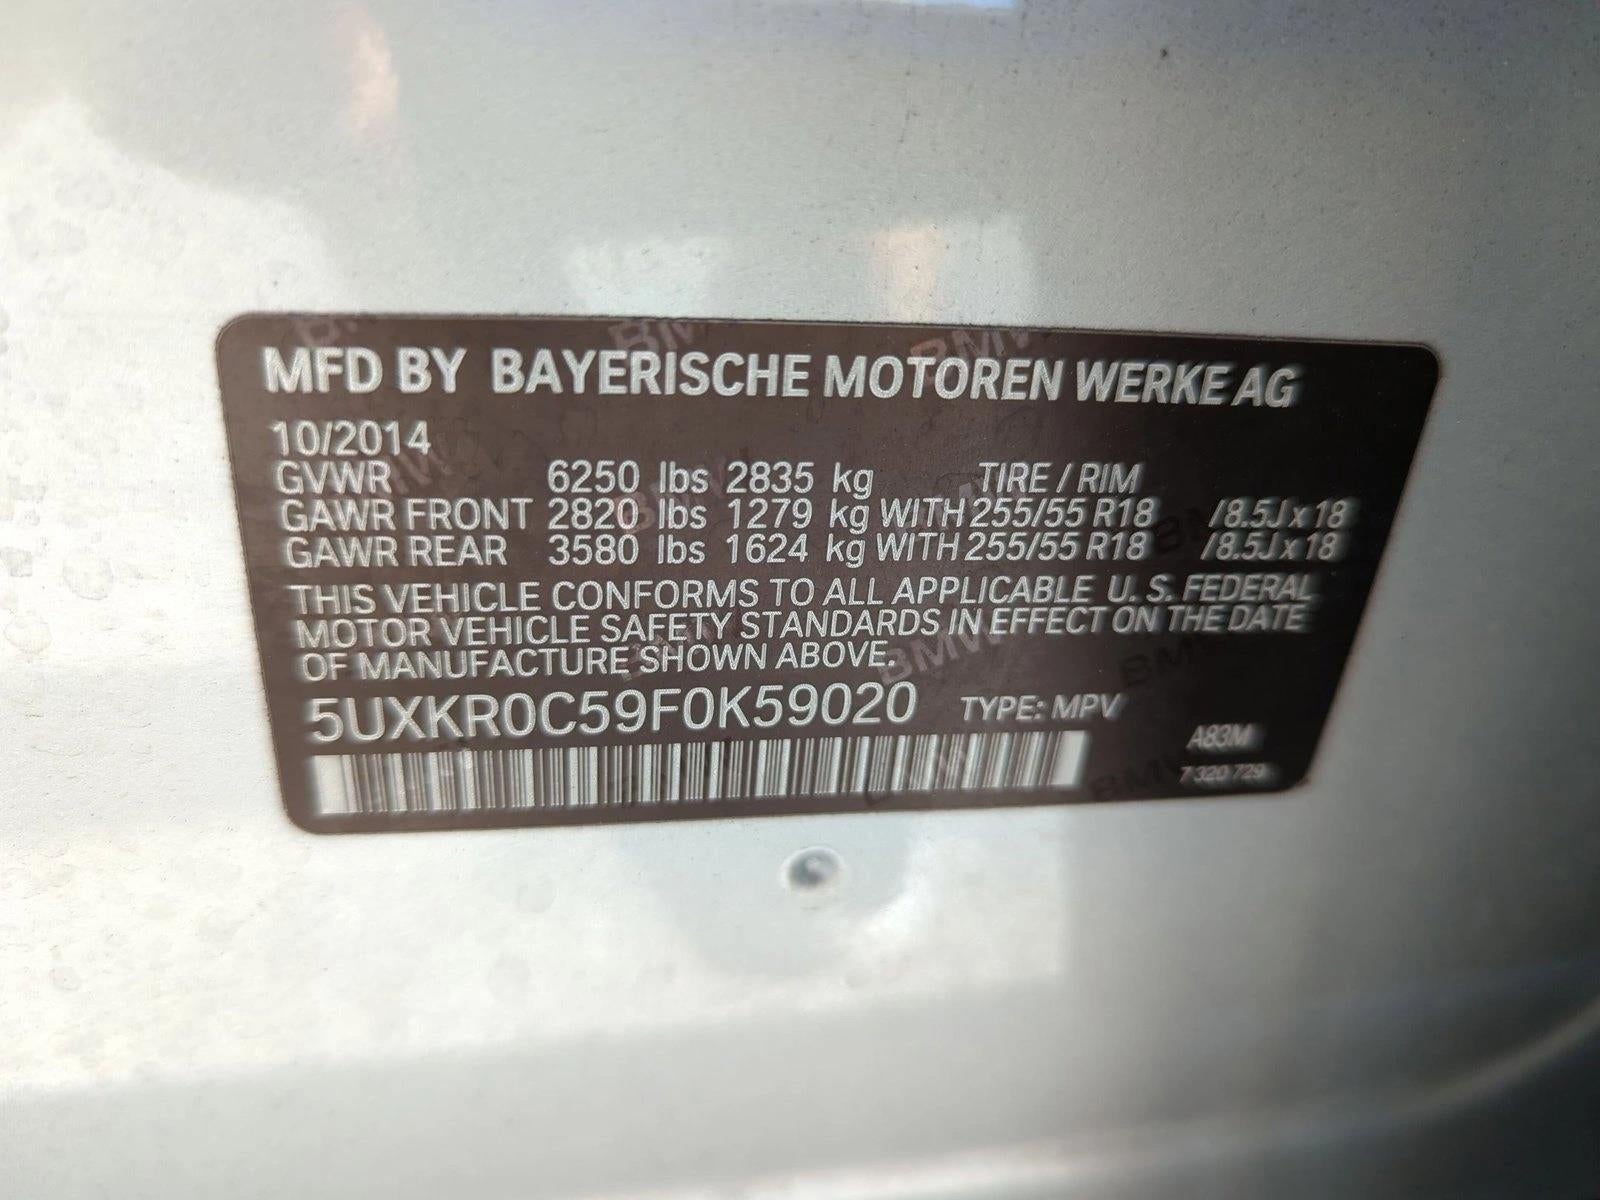 MFD BY BAYERISCHE MOTOREN WERKE AG
10/2014
GVWR 6250 lbs 2835 kg TIRE / RIM
GAWR FRONT 2820 lbs 1279 kg WITH 255/55 R18 /8.5J x 18
GAWR REAR 3580 lbs 1624 kg WITH 255/55 R18 /8.5J x 18
THIS VEHICLE CONFORMS TO ALL APPLICABLE U. S. FEDERAL
MOTOR VEHICLE SAFETY STANDARDS IN EFFECT ON THE DATE
OF MANUFACTURE SHOWN ABOVE.
5UXKR0C59F0K59020 TYPE: MPV
A83M
7 320 729